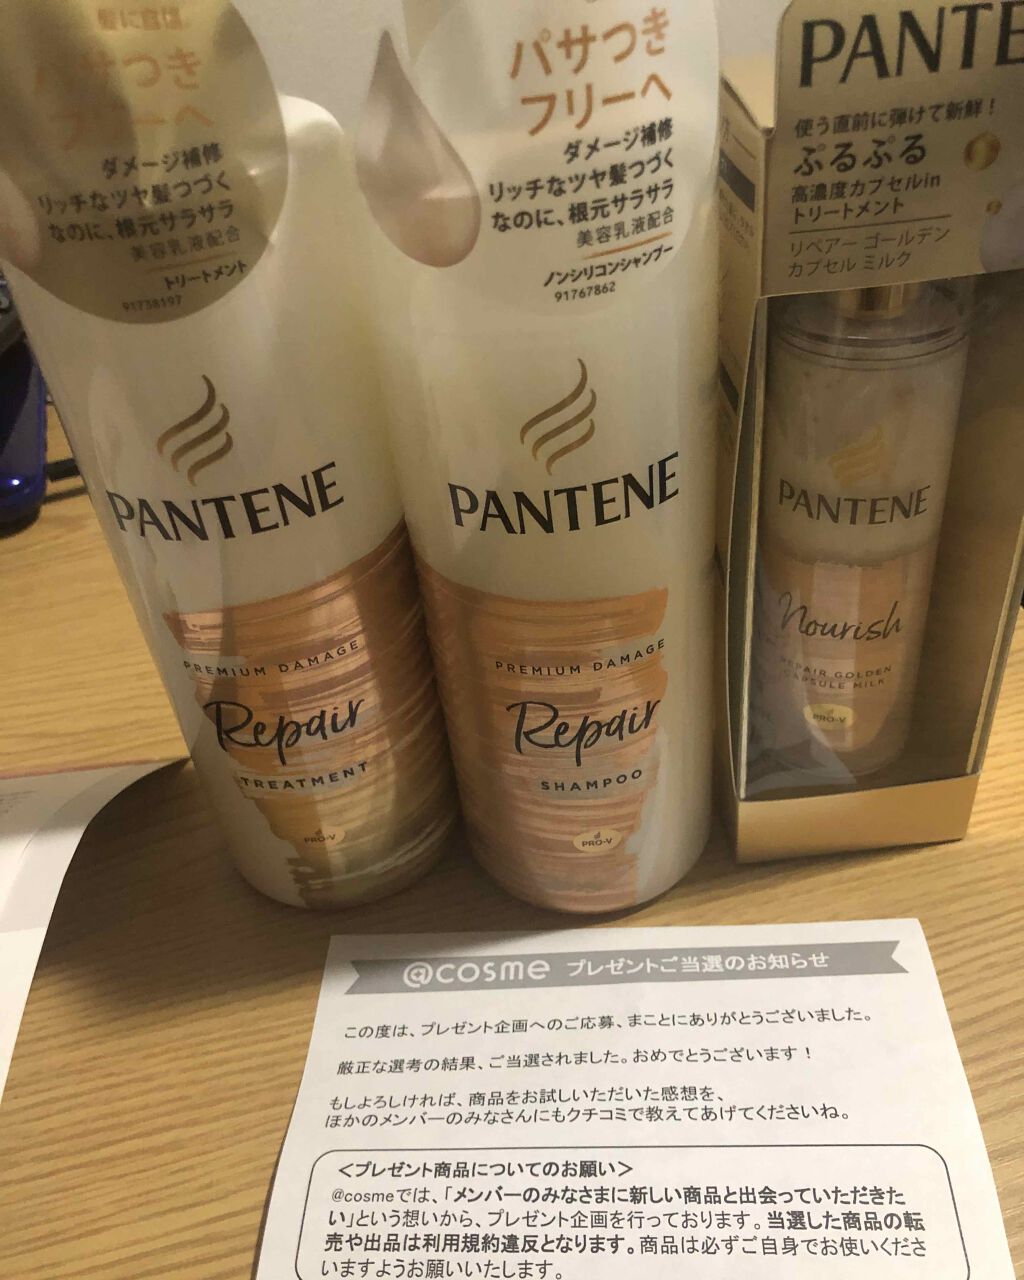 髪に直ぱ
パサつき
フリーへ
ダメージ補修
リッチなツヤ髪つづく
なのに、根元サラサラ
美容乳液配合
トリートメント
91738197
PANTENE
PREMIUM DAMAGE
Repair
TREATMENT
PRO-V
パサつき
フリーへ
ダメージ補修
リッチなツヤ髪つづく
なのに、根元サラサラ
美容乳液配合
ノンシリコンシャンプー
91767862
PANTENE
PREMIUM DAMAGE
Repair
SHAMPOO
PRO-V
PANTE
使う直前に弾けて新鮮!
ぷるぷる
高濃度カプセルin
トリートメント
リペアー ゴールデン
カプセル ミルク
PANTENE
Nourish
REPAIR GOLDEN
CAPSULE MILK
PRO-V
@cosme プレゼントご当選のお知らせ
この度は、プレゼント企画へのご応募、まことにありがとうございました。
厳正な選考の結果、ご当選されました。おめでとうございます!
もしよろしければ、商品をお試しいただいた感想を、
ほかのメンバーのみなさんにもクチコミで教えてあげてくださいね。
<プレゼント商品についてのお願い>
@cosmeでは、「メンバーのみなさまに新しい商品と出会っていただきた
い」という想いから、プレゼント企画を行っております。当選した商品の転
売や出品は利用規約違反となります。商品は必ずご自身でお使いくださ
いますようお願いいたします。